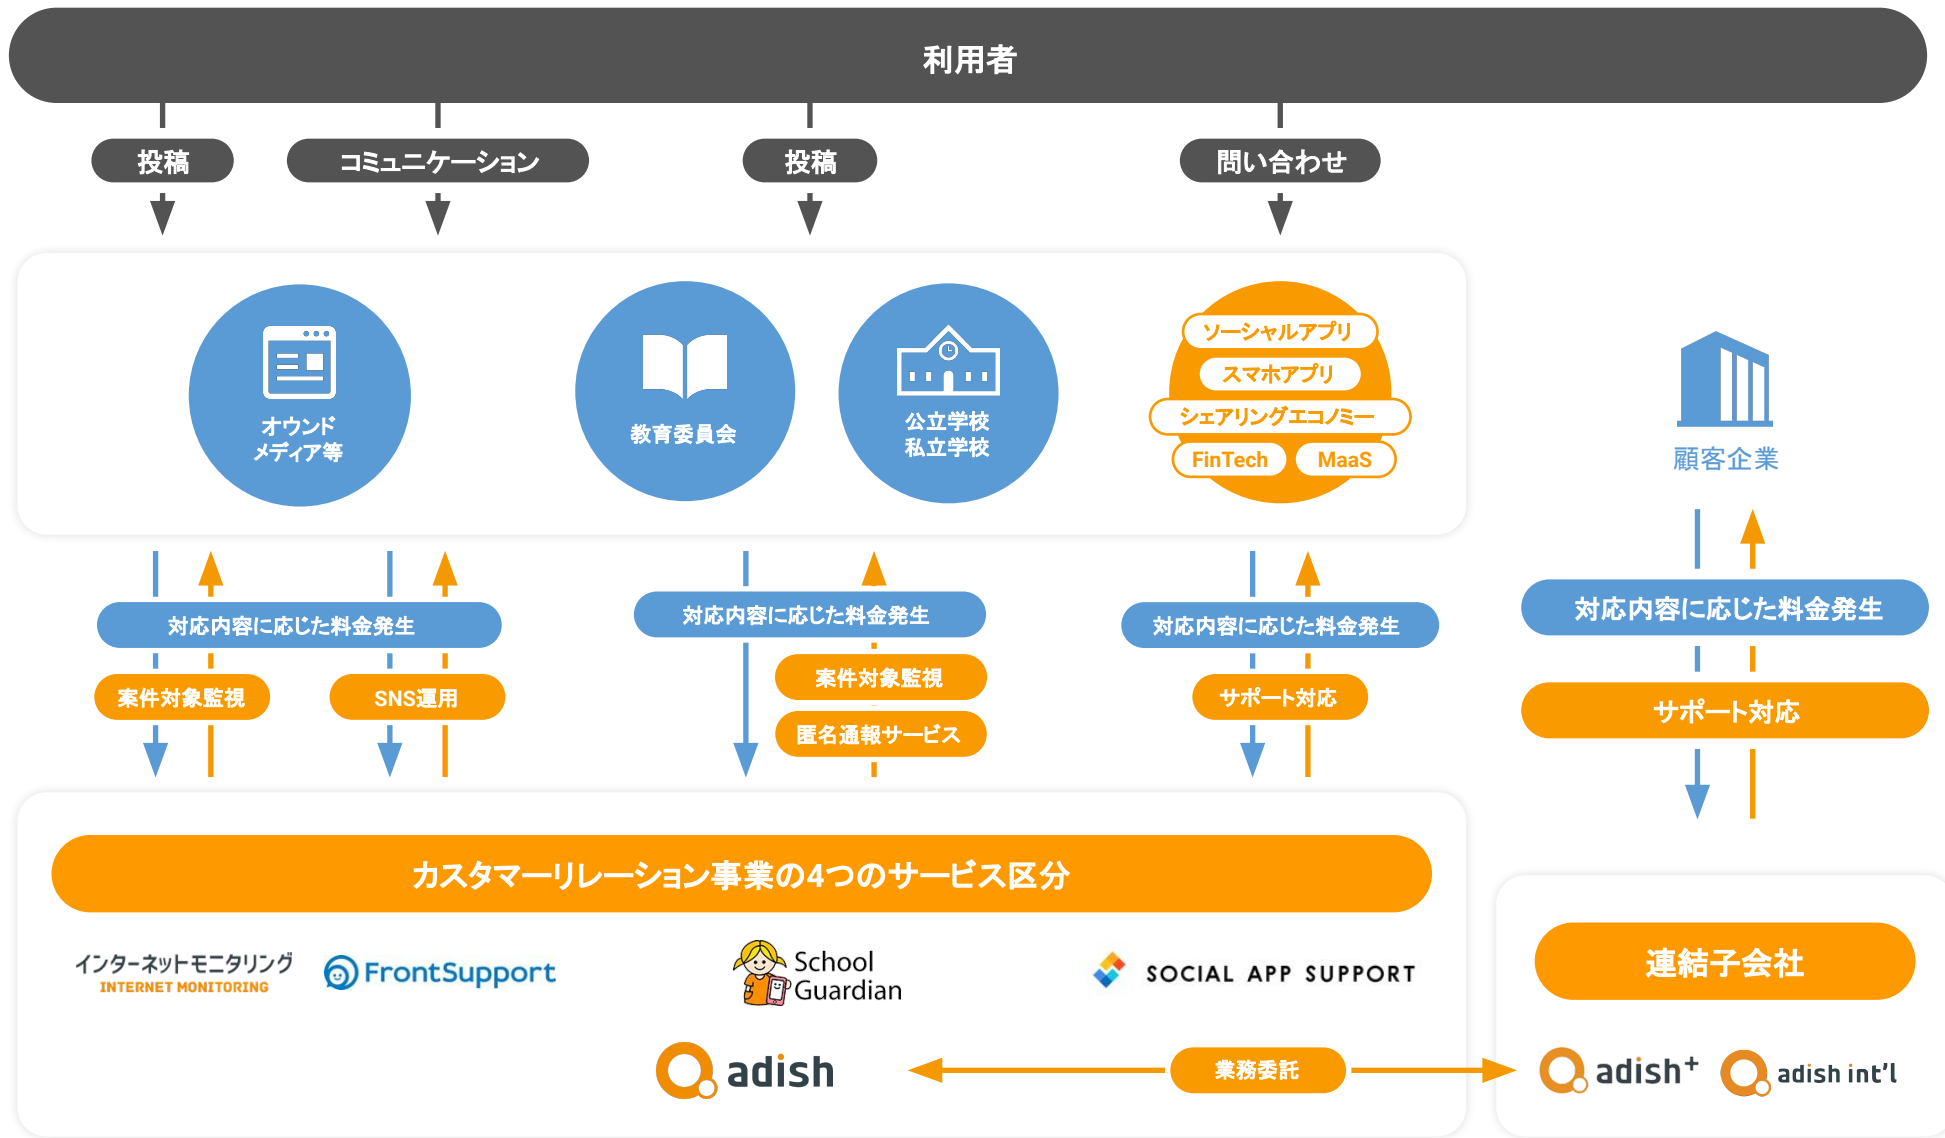 利用者
投稿
コミュニケーション
投稿
問い合わせ
オウンド
メディア等
教育委員会
公立学校
私立学校
ソーシャルアプリ
スマホアプリ
シェアリングエコノミー
FinTech
MaaS
顧客企業
対応内容に応じた料金発生
案件対象監視
SNS運用
対応内容に応じた料金発生
案件対象監視
匿名通報サービス
対応内容に応じた料金発生
サポート対応
対応内容に応じた料金発生
サポート対応
カスタマーリレーション事業の4つのサービス区分
インターネットモニタリング
INTERNET MONITORING
FrontSupport
School
Guardian
SOCIAL APP SUPPORT
adish
業務委託
連結子会社
adish+
adish int'l